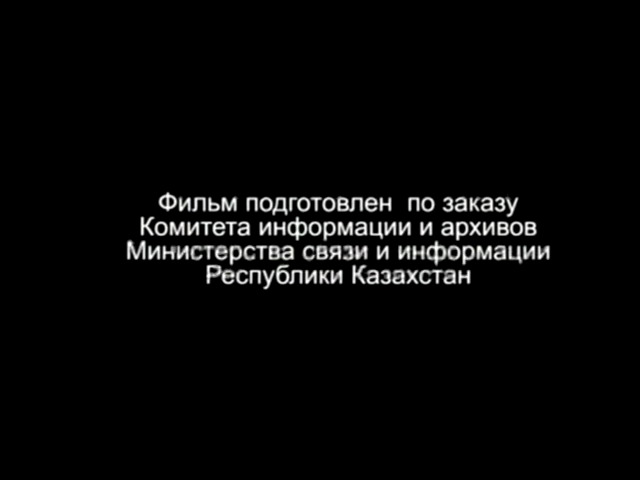 Фильм подготовлен по заказу
Комитета информации и архивов
Министерства связи и информации
Республики Казахстан